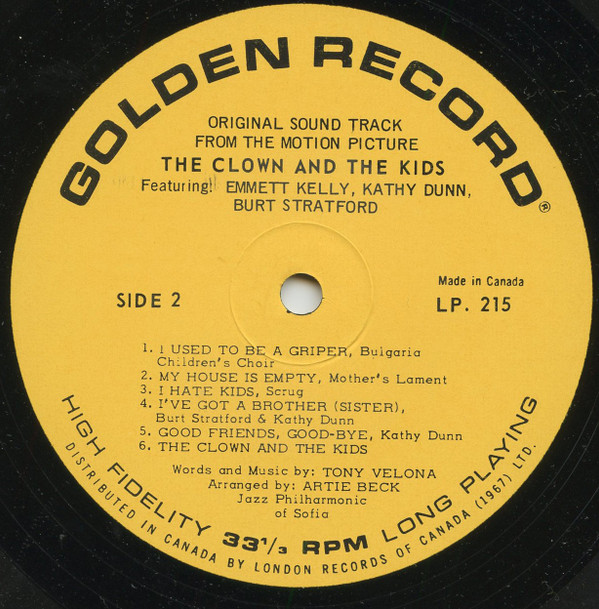 GOLDEN RECORD®
ORIGINAL SOUND TRACK
FROM THE MOTION PICTURE
THE CLOWN AND THE KIDS
Featuring: EMMETT KELLY, KATHY DUNN,
BURT STRATFORD
SIDE 2
Made in Canada
LP. 215
1. I USED TO BE A GRIPER, Bulgaria
Children's Choir
2. MY HOUSE IS EMPTY, Mother's Lament
3. I HATE KIDS, Scrug
4. I'VE GOT A BROTHER (SISTER),
Burt Stratford & Kathy Dunn
5. GOOD FRIENDS, GOOD-BYE, Kathy Dunn
6. THE CLOWN AND THE KIDS
Words and Music by: TONY VELONA
Arranged by: ARTIE BECK
Jazz Philharmonic
of Sofia
HIGH FIDELITY 33 1/3 RPM LONG PLAYING
DISTRIBUTED IN CANADA BY LONDON RECORDS OF CANADA (1967) LTD.